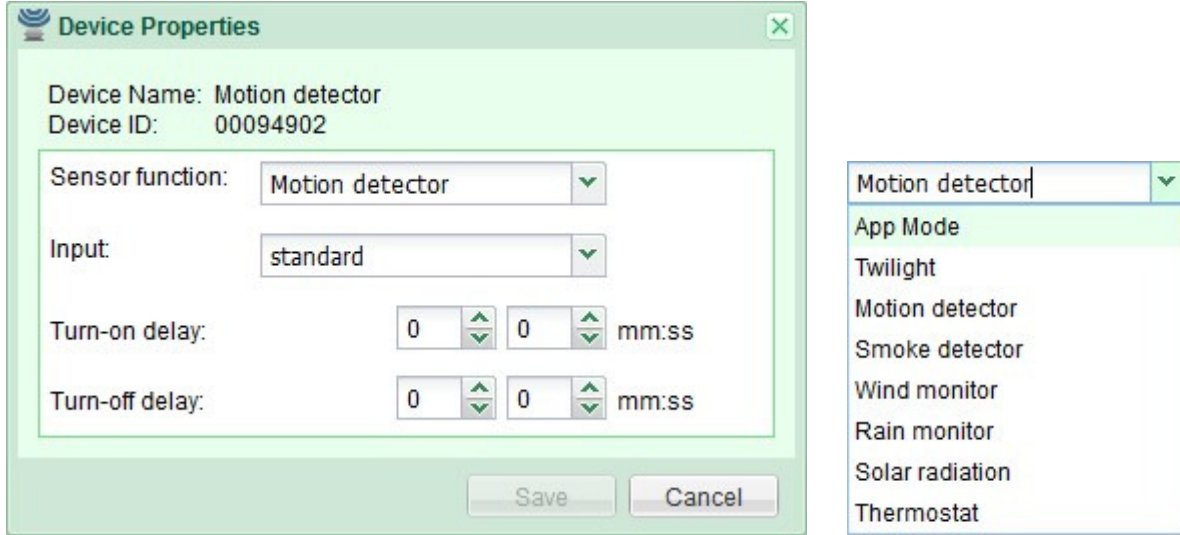 Device Properties
Device Name: Motion detector
Device ID: 00094902
Sensor function: Motion detector
Input: standard
Turn-on delay: 0 0 mm:ss
Turn-off delay: 0 0 mm:ss
Save Cancel
Motion detector
App Mode
Twilight
Motion detector
Smoke detector
Wind monitor
Rain monitor
Solar radiation
Thermostat